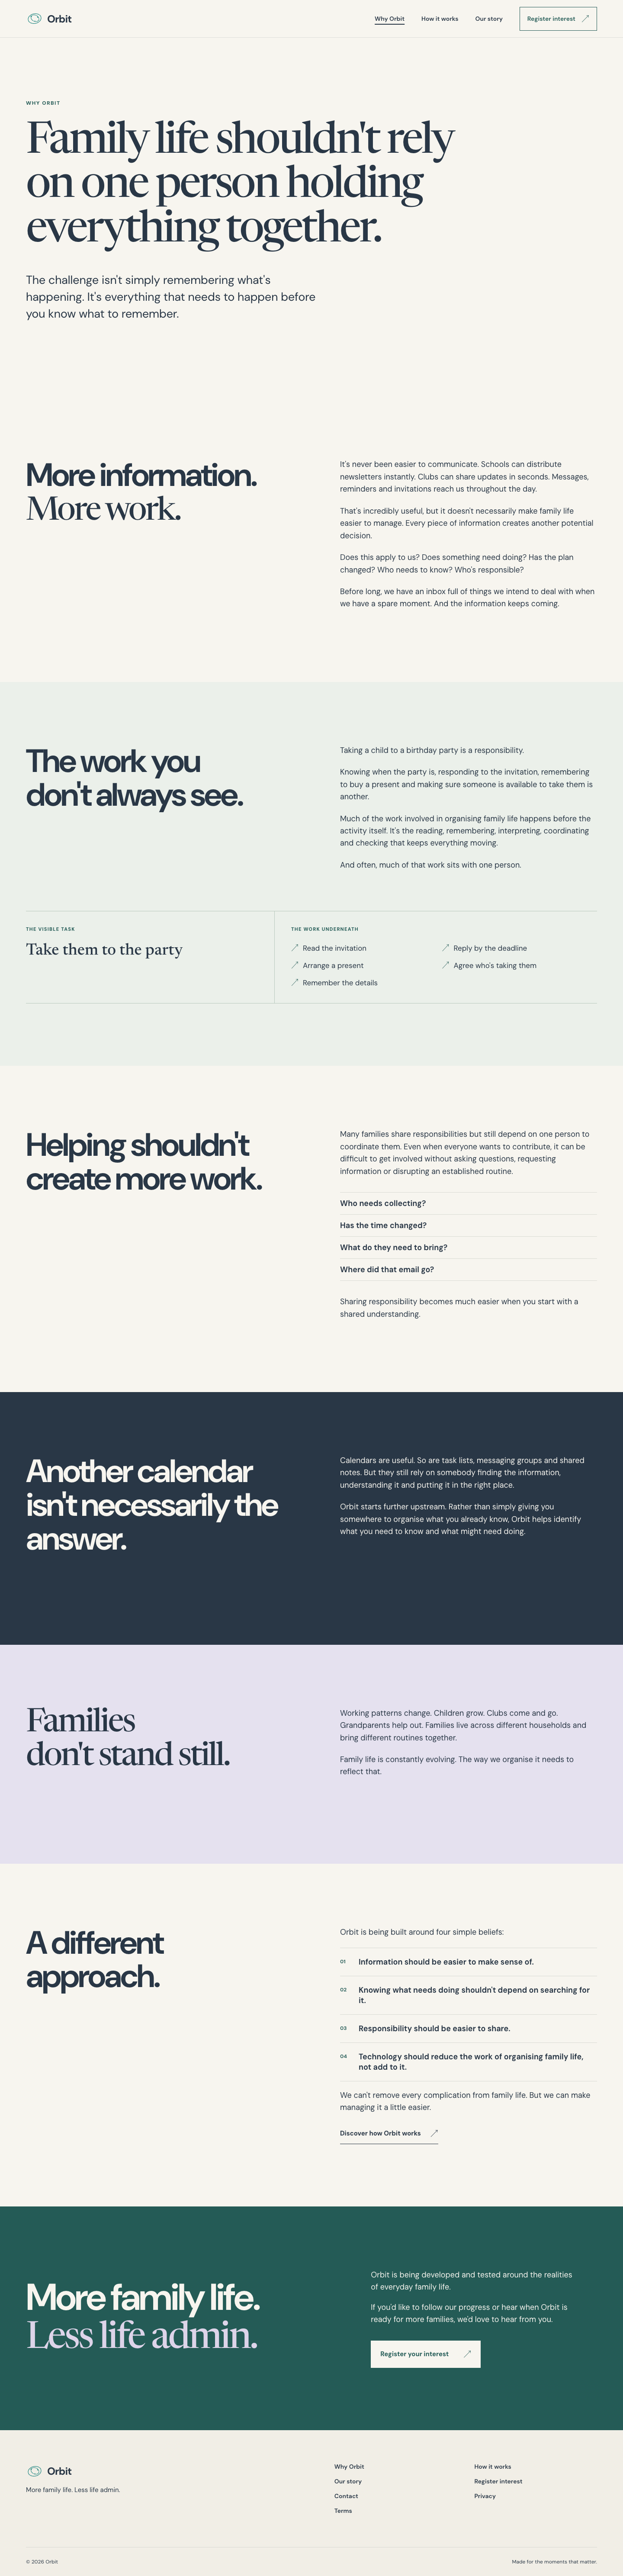 Orbit
Why Orbit
How it works
Our story
Register interest
WHY ORBIT
Family life shouldn't rely
on one person holding
everything together.
The challenge isn't simply remembering what's
happening. It's everything that needs to happen before
you know what to remember.
More information.
More work.
It's never been easier to communicate. Schools can distribute
newsletters instantly. Clubs can share updates in seconds. Messages,
reminders and invitations reach us throughout the day.
That's incredibly useful, but it doesn't necessarily make family life
easier to manage. Every piece of information creates another potential
decision.
Does this apply to us? Does something need doing? Has the plan
changed? Who needs to know? Who's responsible?
Before long, we have an inbox full of things we intend to deal with when
we have a spare moment. And the information keeps coming.
The work you
don't always see.
Taking a child to a birthday party is a responsibility.
Knowing when the party is, responding to the invitation, remembering
to buy a present and making sure someone is available to take them is
another.
Much of the work involved in organising family life happens before the
activity itself. It's the reading, remembering, interpreting, coordinating
and checking that keeps everything moving.
And often, much of that work sits with one person.
THE VISIBLE TASK
Take them to the party
THE WORK UNDERNEATH
Read the invitation
Reply by the deadline
Arrange a present
Agree who's taking them
Remember the details
Helping shouldn't
create more work.
Many families share responsibilities but still depend on one person to
coordinate them. Even when everyone wants to contribute, it can be
difficult to get involved without asking questions, requesting
information or disrupting an established routine.
Who needs collecting?
Has the time changed?
What do they need to bring?
Where did that email go?
Sharing responsibility becomes much easier when you start with a
shared understanding.
Another calendar
isn't necessarily the
answer.
Calendars are useful. So are task lists, messaging groups and shared
notes. But they still rely on somebody finding the information,
understanding it and putting it in the right place.
Orbit starts further upstream. Rather than simply giving you
somewhere to organise what you already know, Orbit helps identify
what you need to know and what might need doing.
Families
don't stand still.
Working patterns change. Children grow. Clubs come and go.
Grandparents help out. Families live across different households and
bring different routines together.
Family life is constantly evolving. The way we organise it needs to
reflect that.
A different
approach.
Orbit is being built around four simple beliefs:
01 Information should be easier to make sense of.
02 Knowing what needs doing shouldn't depend on searching for
it.
03 Responsibility should be easier to share.
04 Technology should reduce the work of organising family life,
not add to it.
We can't remove every complication from family life. But we can make
managing it a little easier.
Discover how Orbit works
More family life.
Less life admin.
Orbit is being developed and tested around the realities
of everyday family life.
If you'd like to follow our progress or hear when Orbit is
ready for more families, we'd love to hear from you.
Register your interest
Orbit
More family life. Less life admin.
Why Orbit
Our story
Contact
Terms
How it works
Register interest
Privacy
© 2026 Orbit
Made for the moments that matter.